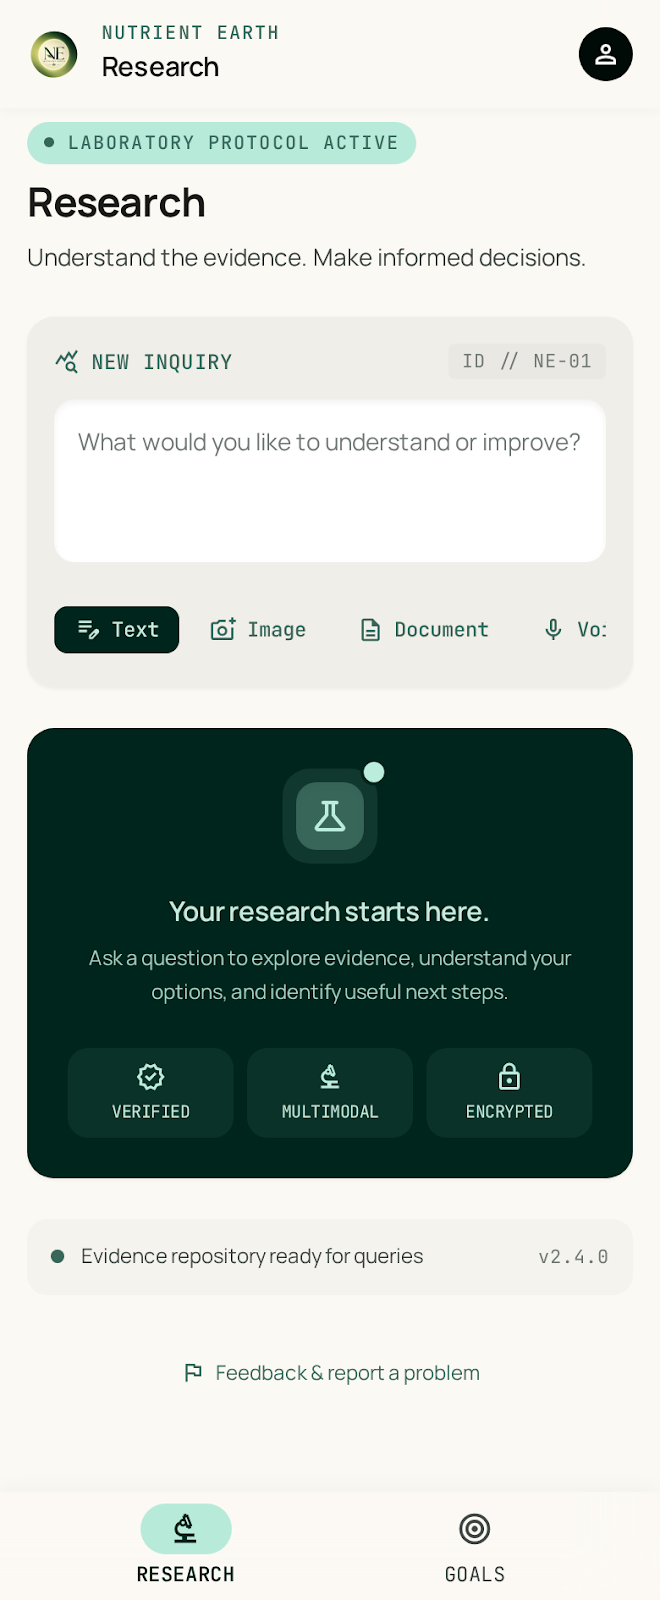 NUTRIENT EARTH
NE
Research
LABORATORY PROTOCOL ACTIVE
Research
Understand the evidence. Make informed decisions.
NEW INQUIRY
ID // NE-01
What would you like to understand or improve?
Text
Image
Document
Your research starts here.
Ask a question to explore evidence, understand your
options, and identify useful next steps.
VERIFIED
MULTIMODAL
ENCRYPTED
Evidence repository ready for queries
v2.4.0
Feedback & report a problem
RESEARCH
GOALS